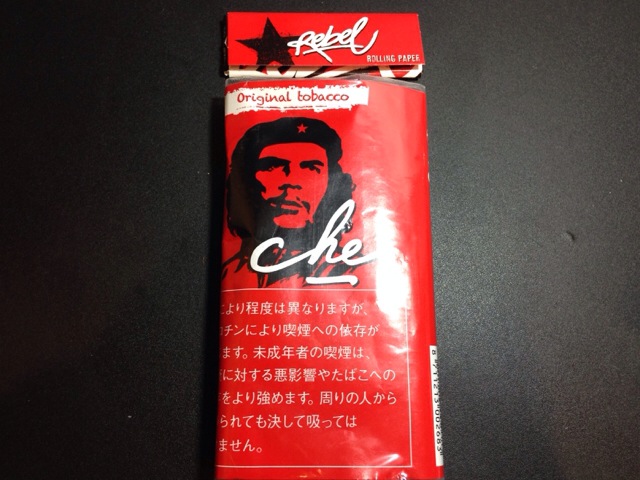 Rebel
ROLLING PAPER
Original tobacco
che
により程度は異なりますが、
コチンにより喫煙への依存が
ます。未成年者の喫煙は、
に対する悪影響やたばこへの
をより強めます。周りの人から
られても決して吸っては
ません。
8 711213 002683